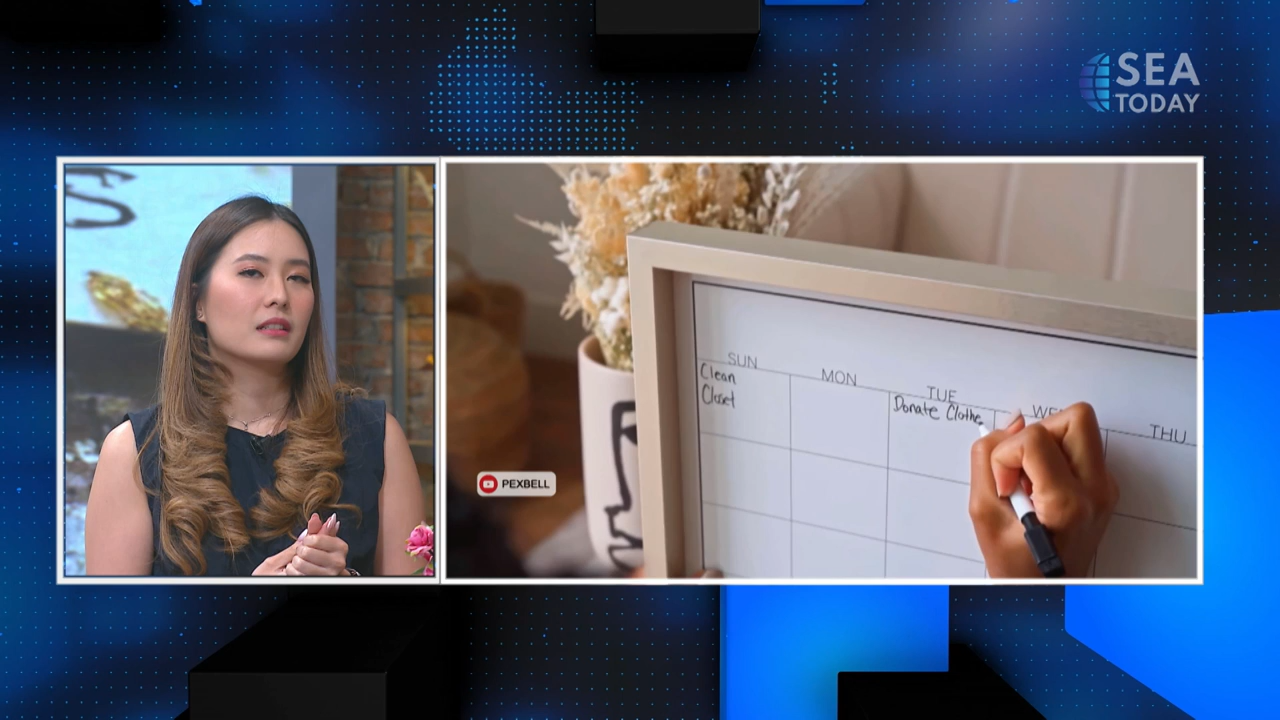 SEA
TODAY
SUN
MON
TUE
THU
Clean
Closet
Donate Clothe
PEXBELL